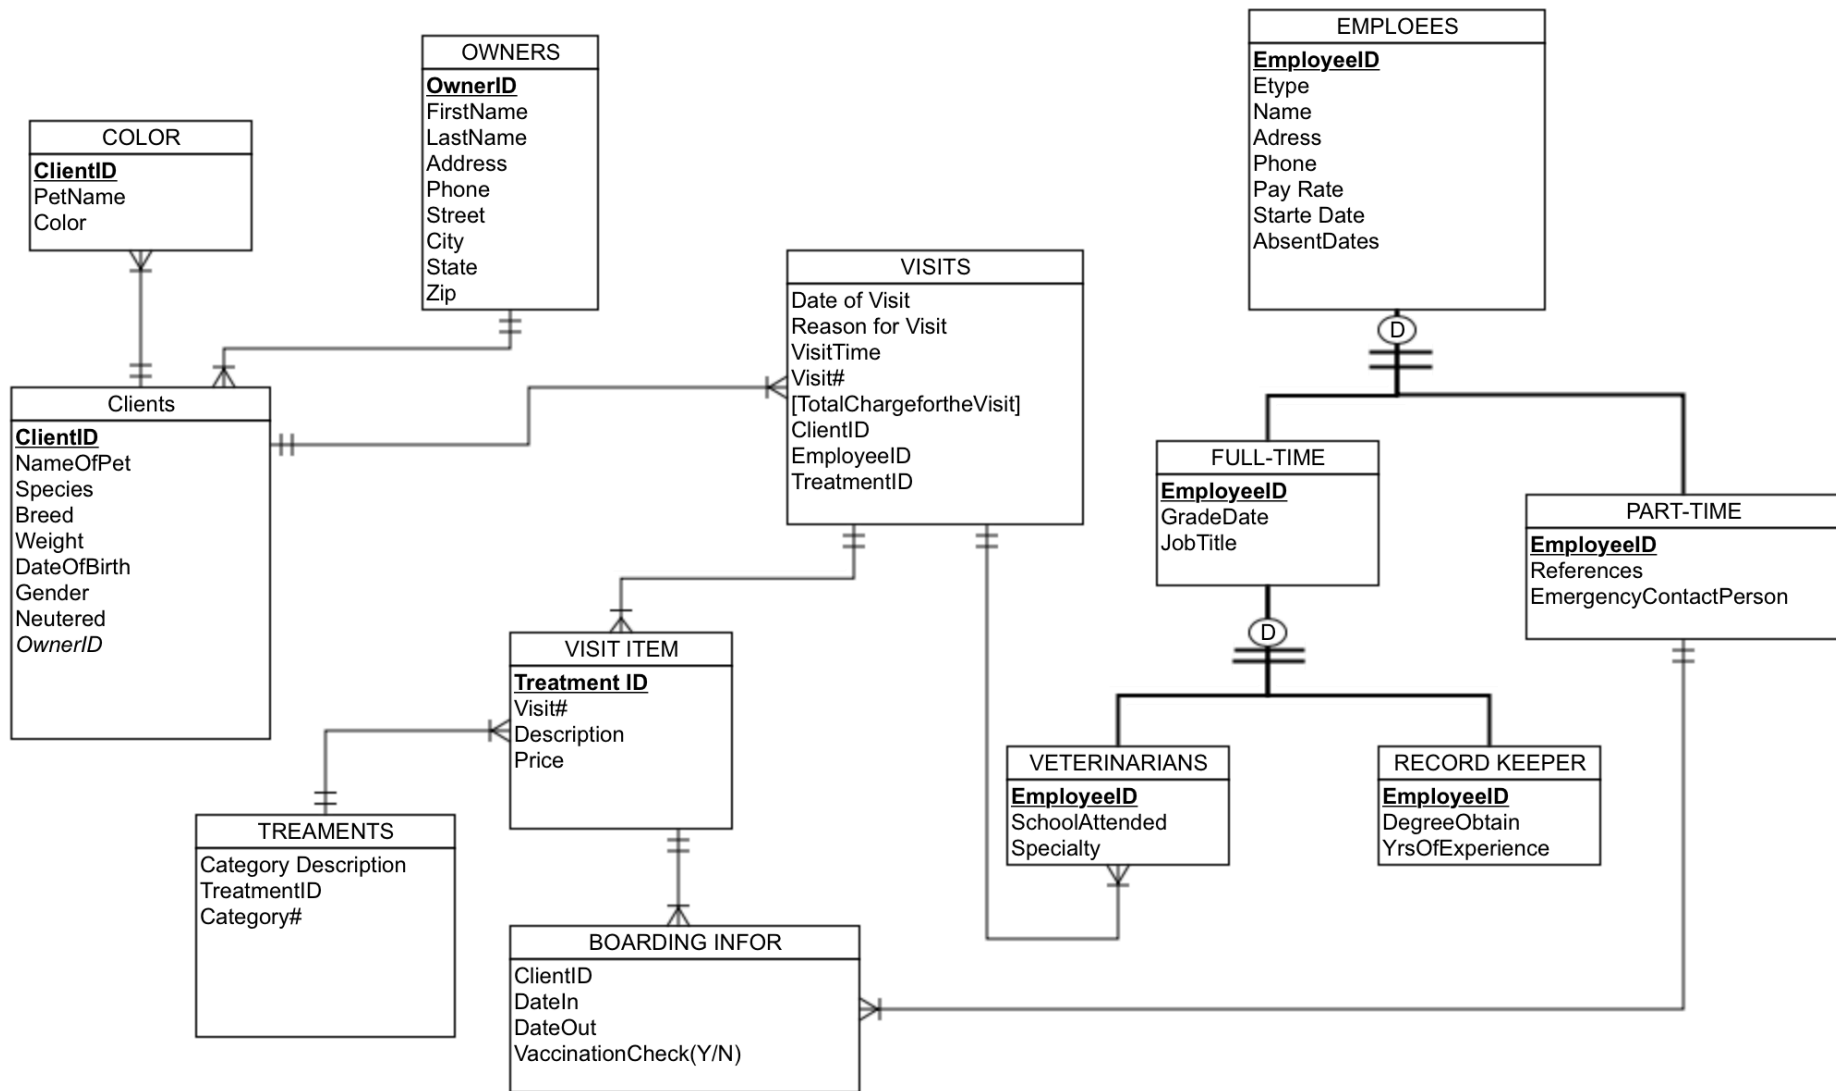 COLOR
ClientID
PetName
Color
OWNERS
OwnerID
FirstName
LastName
Address
Phone
Street
City
State
Zip
EMPLOEES
EmployeeID
Etype
Name
Adress
Phone
Pay Rate
Starte Date
AbsentDates
D
Clients
ClientID
NameOfPet
Species
Breed
Weight
DateOfBirth
Gender
Neutered
OwnerID
VISITS
Date of Visit
Reason for Visit
VisitTime
Visit#
[TotalChargefortheVisit]
ClientID
EmployeeID
TreatmentID
FULL-TIME
EmployeeID
GradeDate
JobTitle
D
PART-TIME
EmployeeID
References
EmergencyContactPerson
VISIT ITEM
Treatment ID
Visit#
Description
Price
VETERINARIANS
EmployeeID
SchoolAttended
Specialty
RECORD KEEPER
EmployeeID
DegreeObtain
YrsOfExperience
TREAMENTS
Category Description
TreatmentID
Category#
BOARDING INFOR
ClientID
DateIn
DateOut
VaccinationCheck(Y/N)